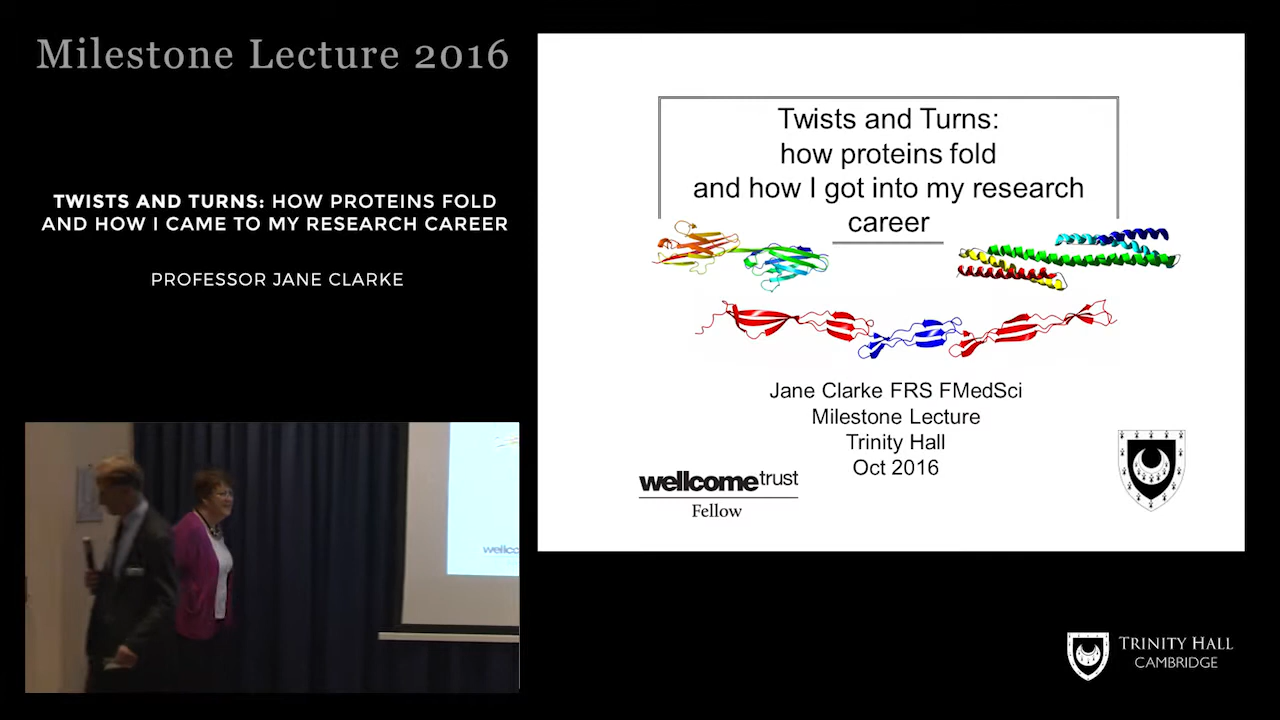 Milestone Lecture 2016
TWISTS AND TURNS: HOW PROTEINS FOLD
AND HOW I CAME TO MY RESEARCH CAREER
PROFESSOR JANE CLARKE
Twists and Turns:
how proteins fold
and how I got into my research
career
Jane Clarke FRS FMedSci
Milestone Lecture
Trinity Hall
Oct 2016
wellcometrust
Fellow
wellco
TRINITY HALL
CAMBRIDGE